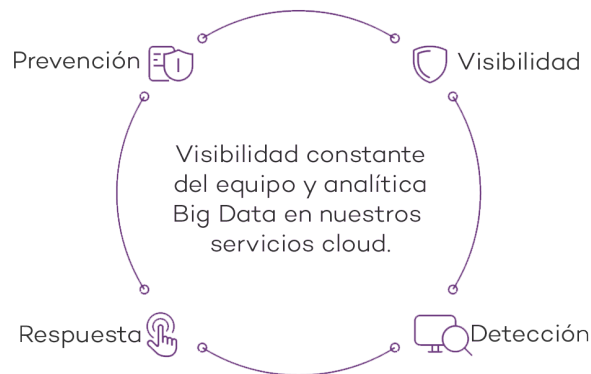 Prevención
Visibilidad
Visibilidad constante
del equipo y analítica
Big Data en nuestros
servicios cloud.
Respuesta
Detección